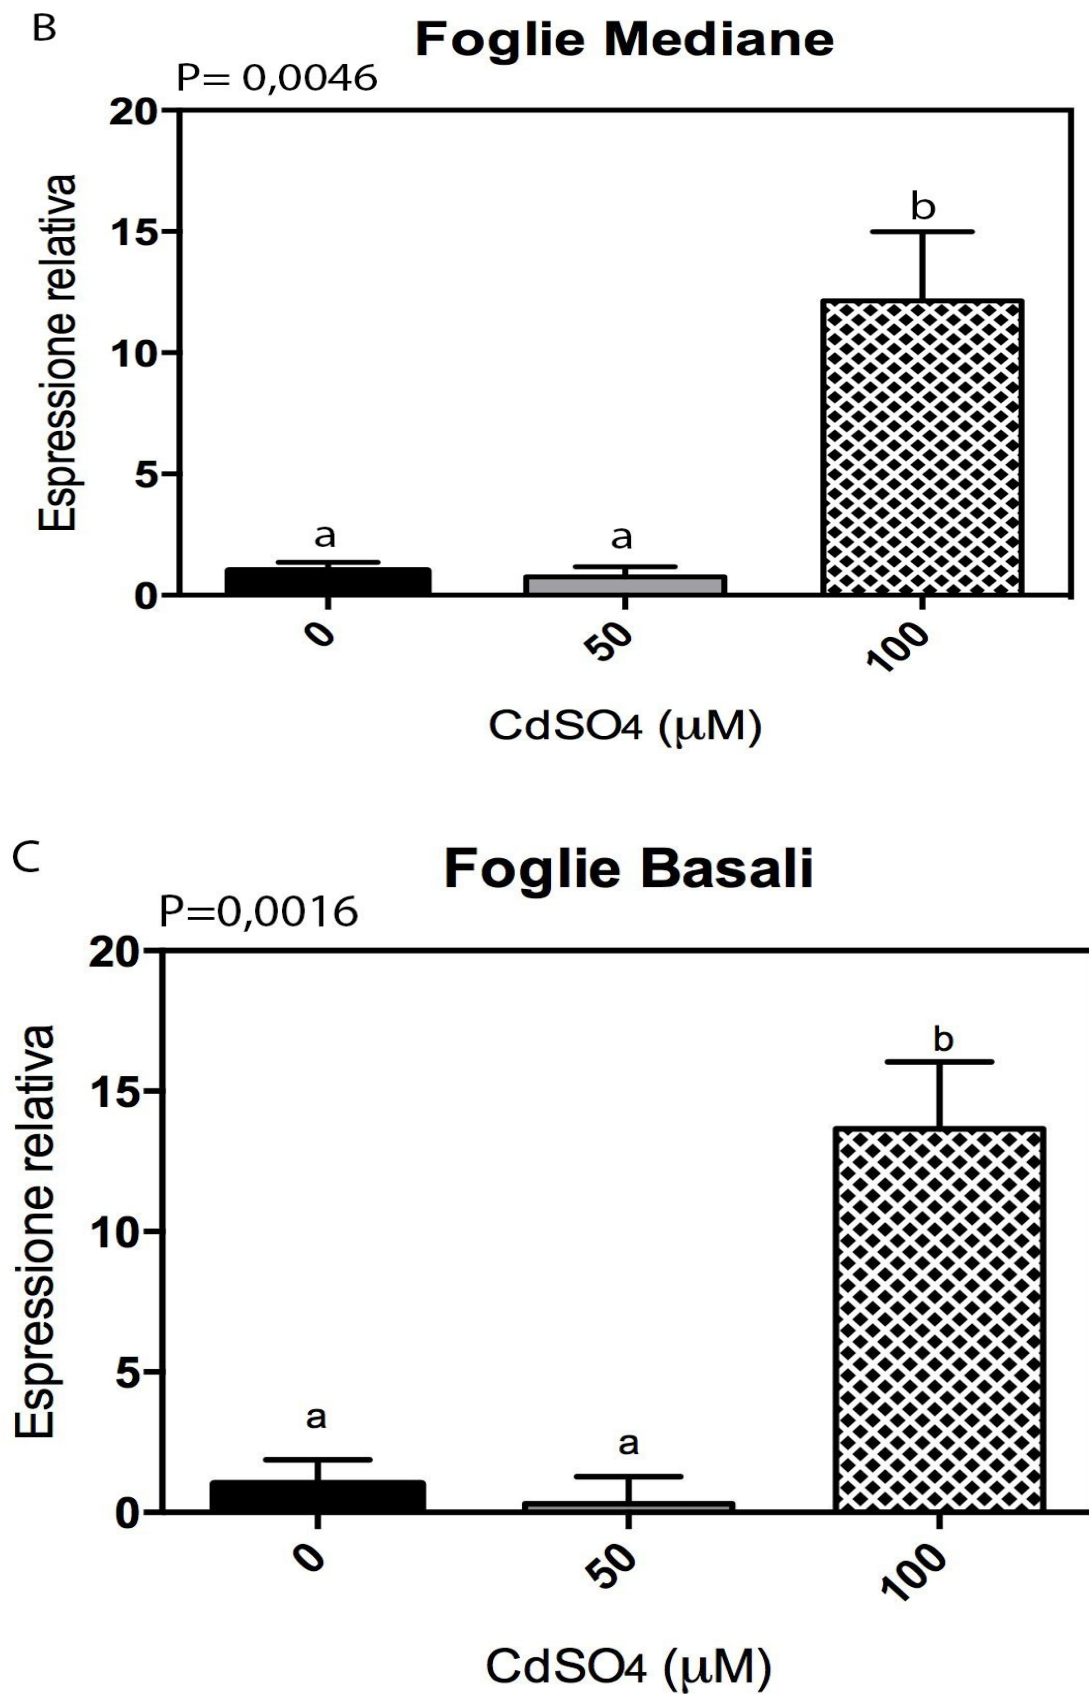 B
Foglie Mediane
P= 0,0046
20
15
10
5
0
Espressione relativa
a
a
b
0
50
100
CdSO4 (µM)
C
Foglie Basali
P=0,0016
20
15
10
5
0
Espressione relativa
a
a
b
0
50
100
CdSO4 (µM)